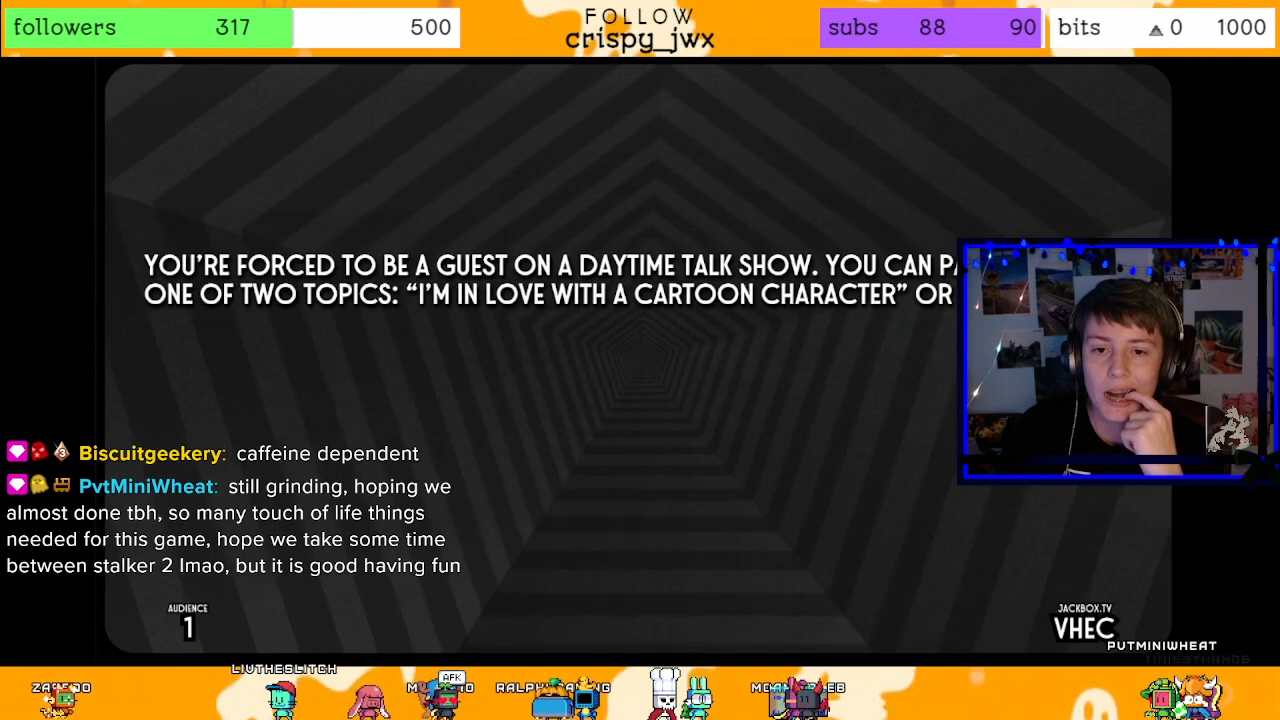 followers 317 500
FOLLOW
crispy_jwx
subs 88 90
bits 0 1000
YOU'RE FORCED TO BE A GUEST ON A DAYTIME TALK SHOW. YOU CAN
ONE OF TWO TOPICS: “I'M IN LOVE WITH A CARTOON CHARACTER” OR
Biscuitgeekery: caffeine dependent
PvtMiniWheat: still grinding, hoping we
almost done tbh, so many touch of life things
needed for this game, hope we take some time
between stalker 2 lmao, but it is good having fun
AUDIENCE
1
JACKBOX.TV
VHEC
PVTMINIWHEAT
LIVTHESLITCH
AFK